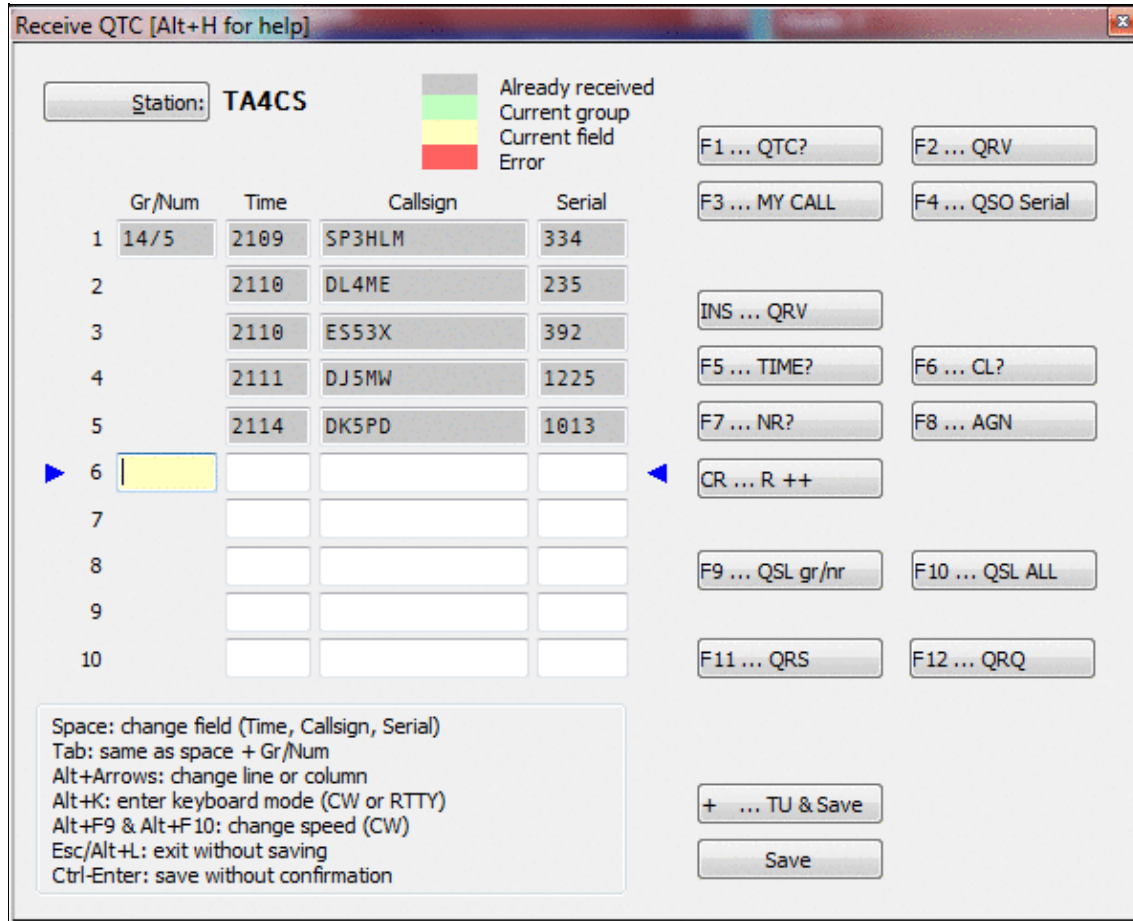 Receive QTC [Alt+H for help]
Station: TA4CS
Already received
Current group
Current field
Error
F1 ... QTC? F2 ... QRV
F3 ... MY CALL F4 ... QSO Serial
Gr/Num Time Callsign Serial
1 14/5 2109 SP3HLM 334
2 2110 DL4ME 235
3 2110 ES53X 392
4 2111 DJ5MW 1225
5 2114 DK5PD 1013
6
7
8
9
10
INS ... QRV
F5 ... TIME? F6 ... CL?
F7 ... NR? F8 ... AGN
CR ... R ++
F9 ... QSL gr/nr F10 ... QSL ALL
F11 ... QRS F12 ... QRQ
Space: change field (Time, Callsign, Serial)
Tab: same as space + Gr/Num
Alt+Arrows: change line or column
Alt+K: enter keyboard mode (CW or RTTY)
Alt+F9 & Alt+F10: change speed (CW)
Esc/Alt+L: exit without saving
Ctrl-Enter: save without confirmation
+ ... TU & Save
Save